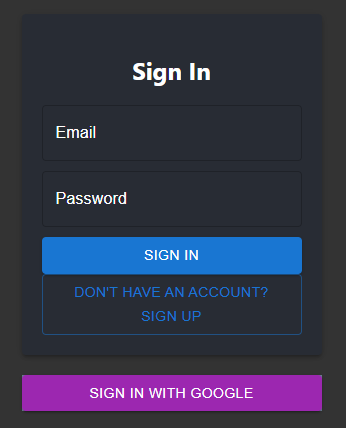 Sign In
Email
Password
SIGN IN
DON'T HAVE AN ACCOUNT?
SIGN UP
SIGN IN WITH GOOGLE